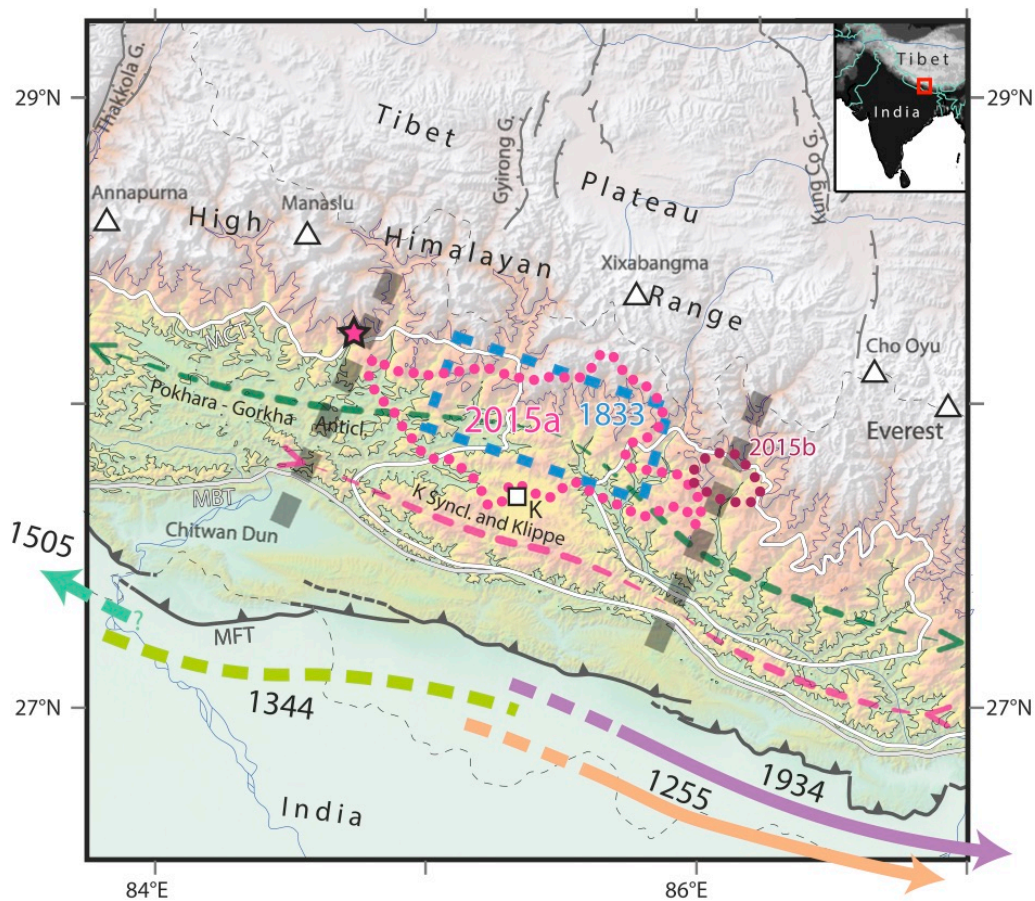 Tibet
India
29°N
29°N
Thakkola G.
Tibet
Gyirong G.
Kung Co G.
Plateau
Annapurna
Manaslu
High
Himalayan
Xixabangma
Range
Cho Oyu
Everest
MCT
Pokhara - Gorkha Anticl.
2015a
1833
2015b
K
K Syncl. and Klippe
MBT
Chitwan Dun
1505
?
MFT
1344
27°N
27°N
1255
1934
India
84°E
86°E